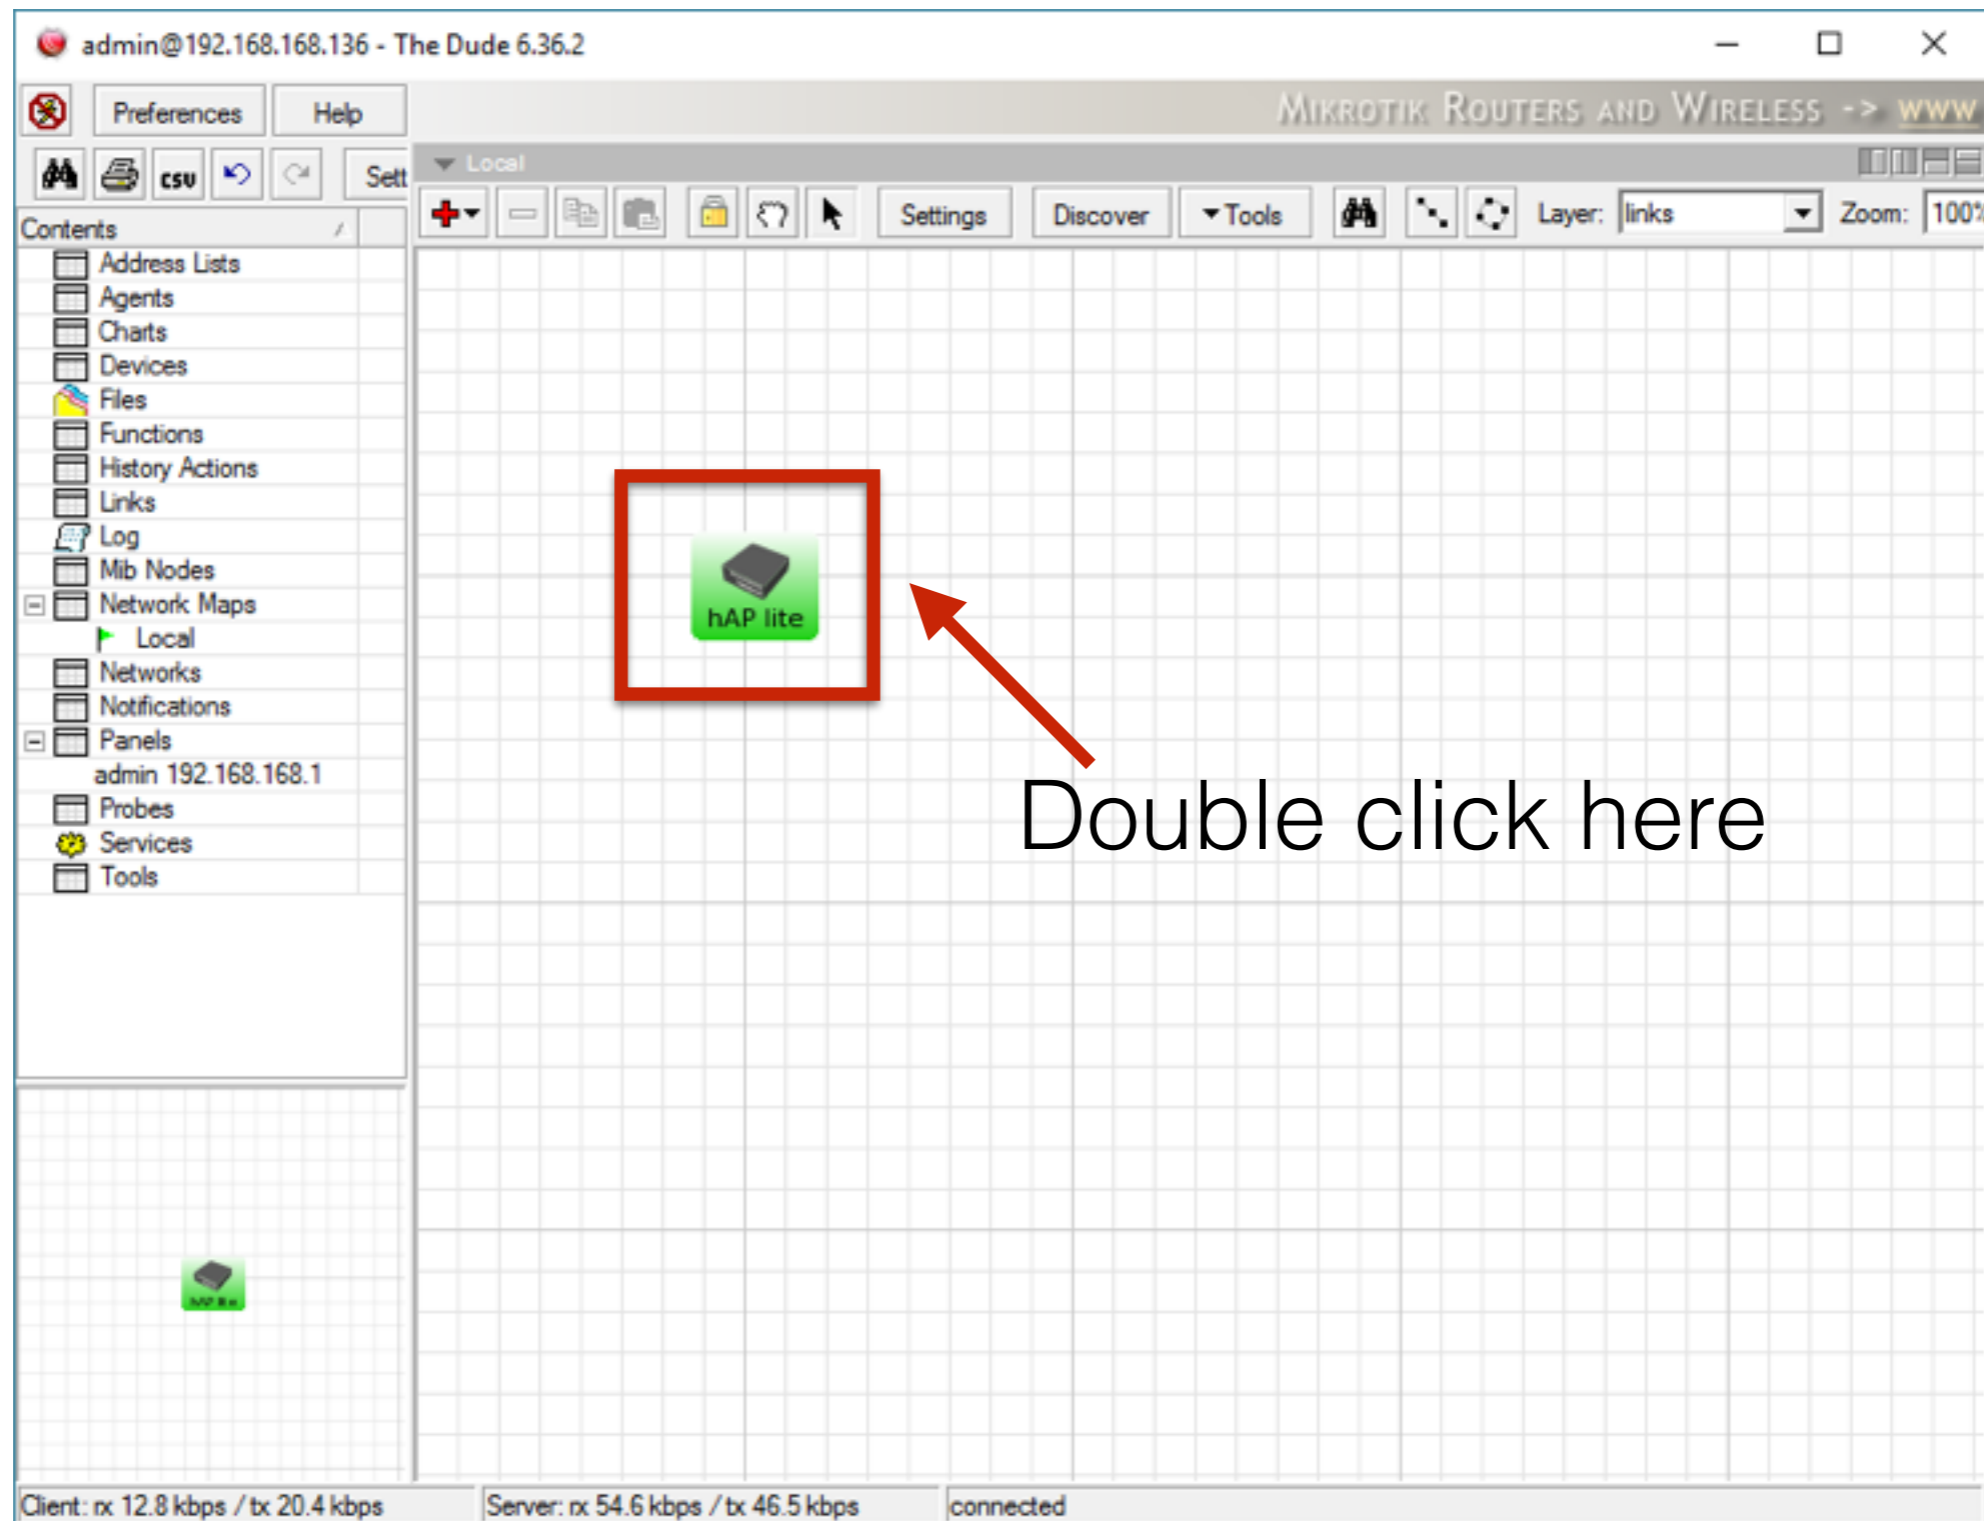 admin@192.168.168.136 - The Dude 6.36.2
Preferences Help
MIKROTIK ROUTERS AND WIRELESS -> www
csv Sett
Local
Settings Discover Tools Layer: links Zoom: 100%
Contents
Address Lists
Agents
Charts
Devices
Files
Functions
History Actions
Links
Log
Mib Nodes
Network Maps
Local
Networks
Notifications
Panels
admin 192.168.168.1
Probes
Services
Tools
hAP lite
Double click here
hAP lite
Client: rx 12.8 kbps / tx 20.4 kbps
Server: rx 54.6 kbps / tx 46.5 kbps
connected